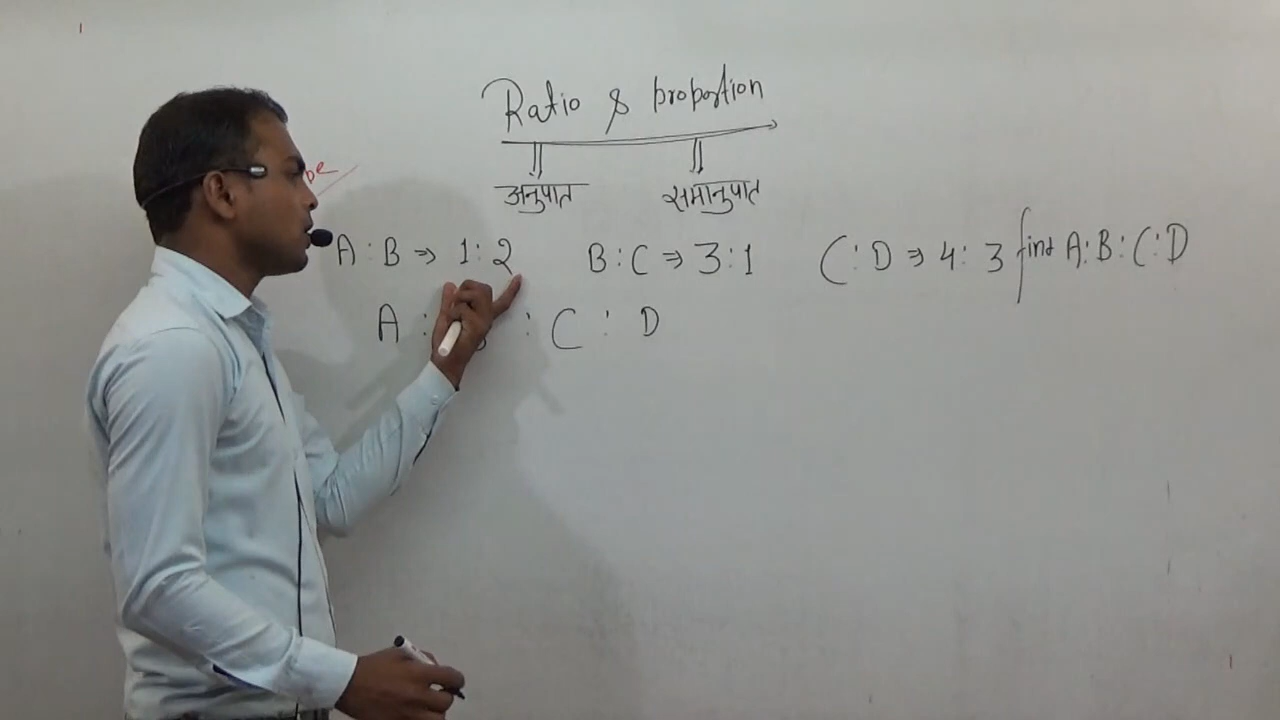 Ratio & proportion
अनुपात समानुपात
A : B ⇒ 1 : 2 B : C ⇒ 3 : 1 C : D ⇒ 4 : 3 find A : B : C : D
A : : C : D